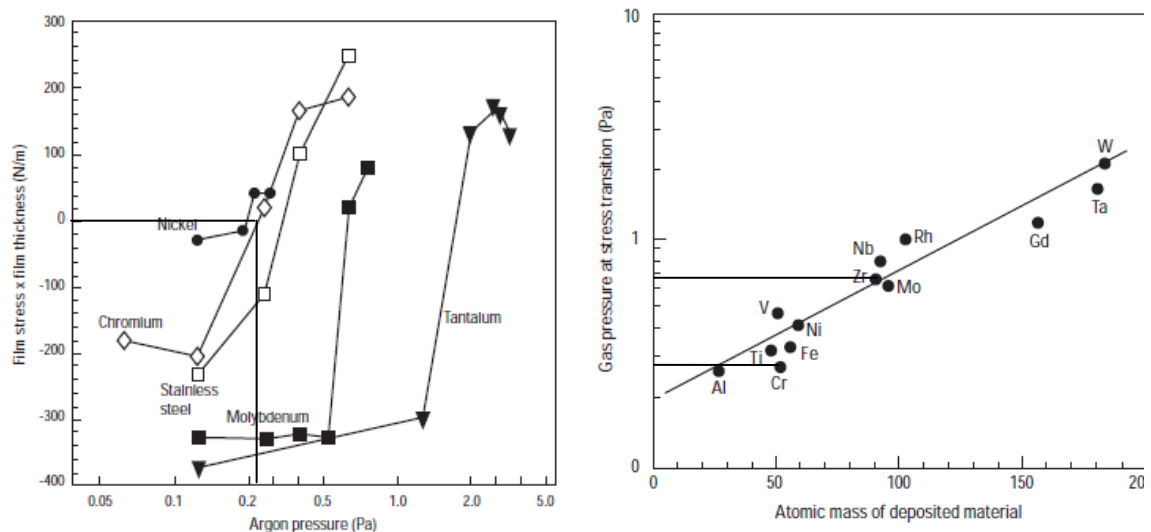 300
200
100
0
-100
-200
-300
-400
Film stress x film thickness (N/m)
Nickel
Chromium
Stainless
steel
Molybdenum
Tantalum
0.05
0.1
0.2
0.5
1.0
2.0
5.0
Argon pressure (Pa)
10
1
0
Gas pressure at stress transition (Pa)
W
Ta
Gd
Rh
Nb
Zr
Mo
V
Ni
Ti
Fe
Al
Cr
0
50
100
150
20
Atomic mass of deposited material